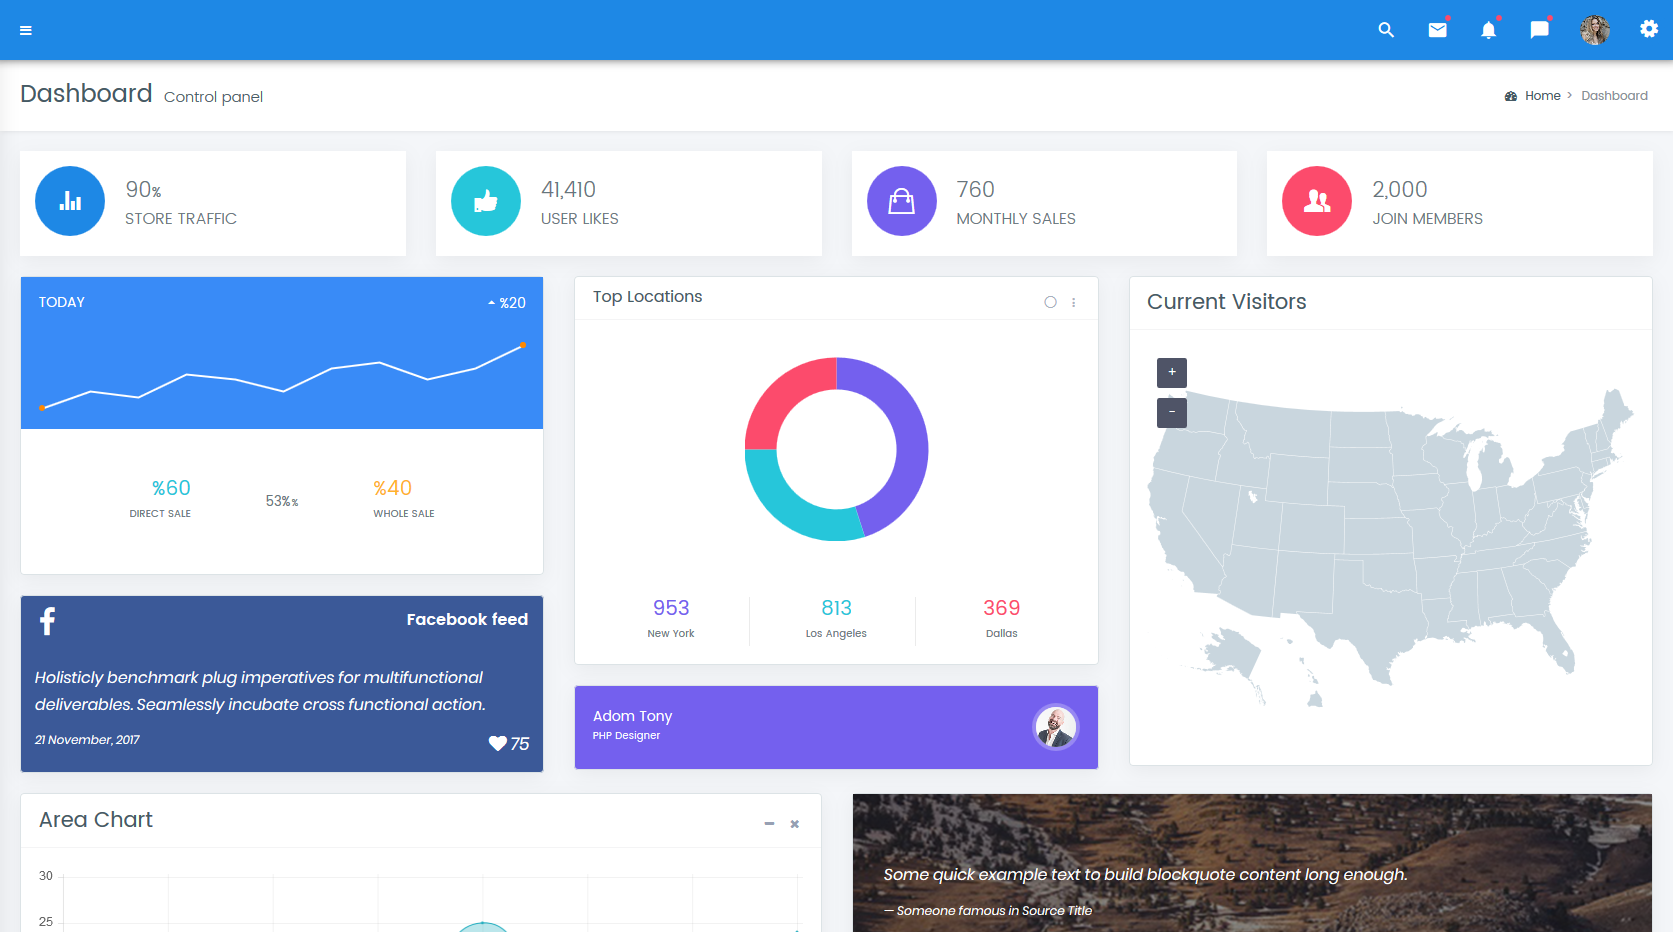 Dashboard Control panel
Home > Dashboard
90%
STORE TRAFFIC
41,410
USER LIKES
760
MONTHLY SALES
2,000
JOIN MEMBERS
TODAY
%20
%60
DIRECT SALE
53%%
%40
WHOLE SALE
Facebook feed
Holisticly benchmark plug imperatives for multifunctional
deliverables. Seamlessly incubate cross functional action.
21 November, 2017
75
Top Locations
953
New York
813
Los Angeles
369
Dallas
Adom Tony
PHP Designer
Current Visitors
+
-
Area Chart
30
25
Some quick example text to build blockquote content long enough.
— Someone famous in Source Title